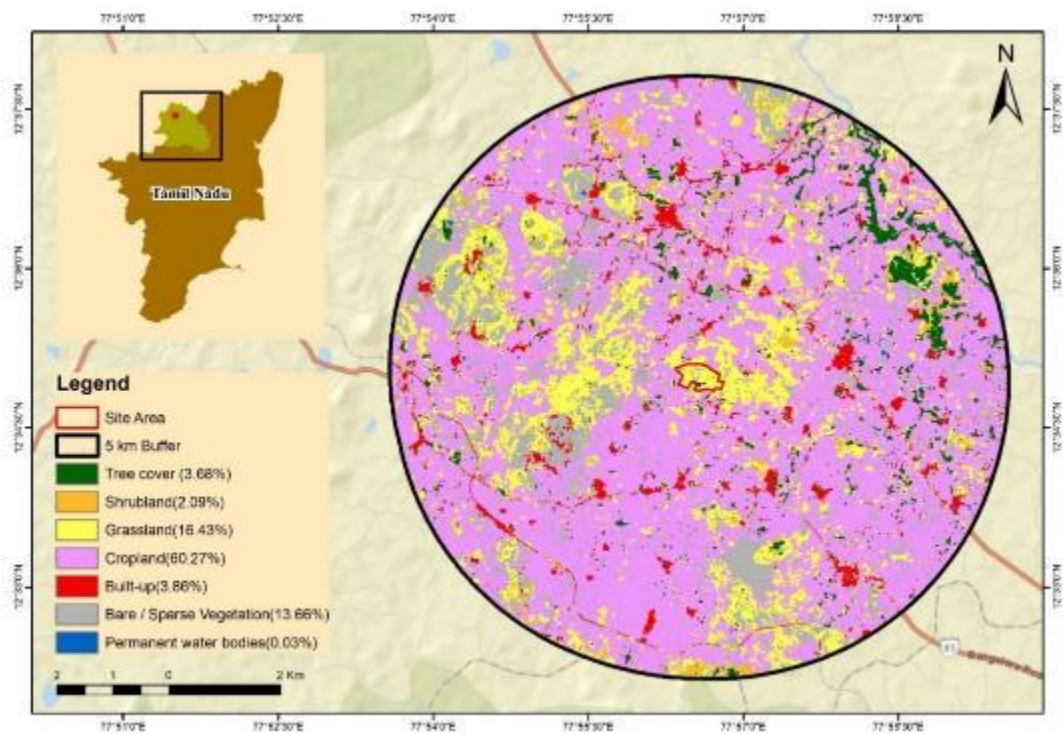 77°51'0"E 77°52'30"E 77°54'0"E 77°55'30"E 77°57'0"E 77°58'30"E
N
Tamil Nadu
Legend
Site Area
5 km Buffer
Tree cover (3.68%)
Shrubland(2.09%)
Grassland(16.43%)
Cropland(60.27%)
Built-up(3.86%)
Bare / Sparse Vegetation(13.66%)
Permanent water bodies(0.03%)
2 1 0 2 Km
77°51'0"E 77°52'30"E 77°54'0"E 77°55'30"E 77°57'0"E 77°58'30"E